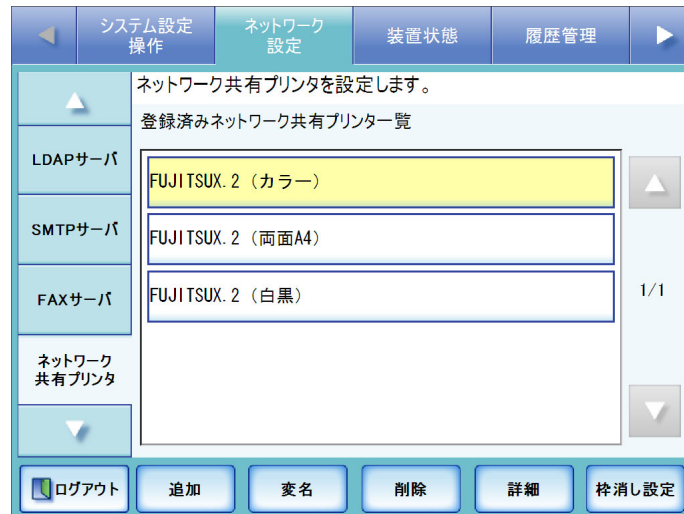 システム設定
操作
ネットワーク
設定
装置状態
履歴管理
ネットワーク共有プリンタを設定します。
登録済みネットワーク共有プリンター覧
LDAPサーバ
SMTPサーバ
FAXサーバ
ネットワーク
共有プリンタ
FUJITSUX.2（カラー）
FUJITSUX.2（両面A4）
FUJITSUX.2（白黒）
1/1
ログアウト
追加
変名
削除
詳細
枠消し設定